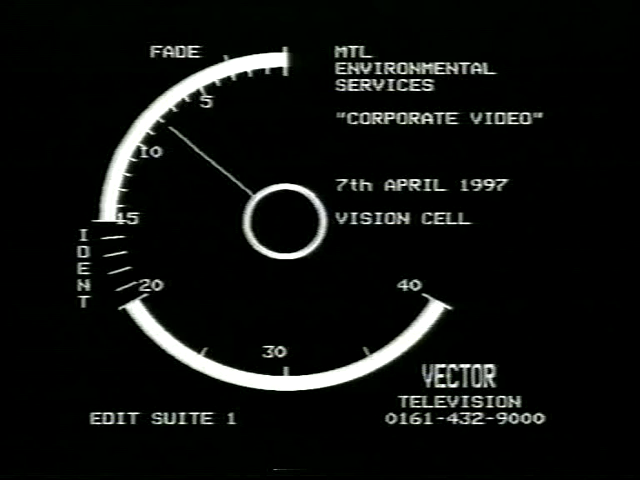 FADE
MTL
ENVIRONMENTAL
SERVICES
"CORPORATE VIDEO"
7th APRIL 1997
VISION CELL
5
10
15
IDENT
20
30
40
VECTOR
TELEVISION
0161-432-9000
EDIT SUITE 1